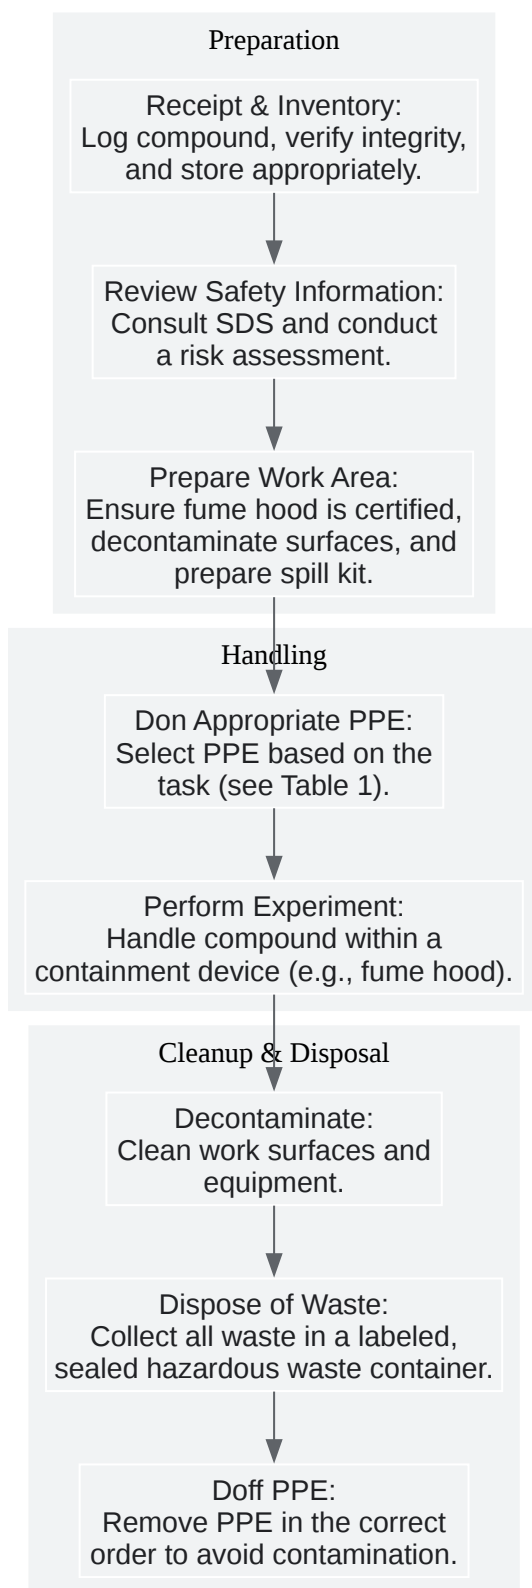 Preparation
Receipt & Inventory:
Log compound, verify integrity,
and store appropriately.
Review Safety Information:
Consult SDS and conduct
a risk assessment.
Prepare Work Area:
Ensure fume hood is certified,
decontaminate surfaces, and
prepare spill kit.
Handling
Don Appropriate PPE:
Select PPE based on the
task (see Table 1).
Perform Experiment:
Handle compound within a
containment device (e.g., fume hood).
Cleanup & Disposal
Decontaminate:
Clean work surfaces and
equipment.
Dispose of Waste:
Collect all waste in a labeled,
sealed hazardous waste container.
Doff PPE:
Remove PPE in the correct
order to avoid contamination.